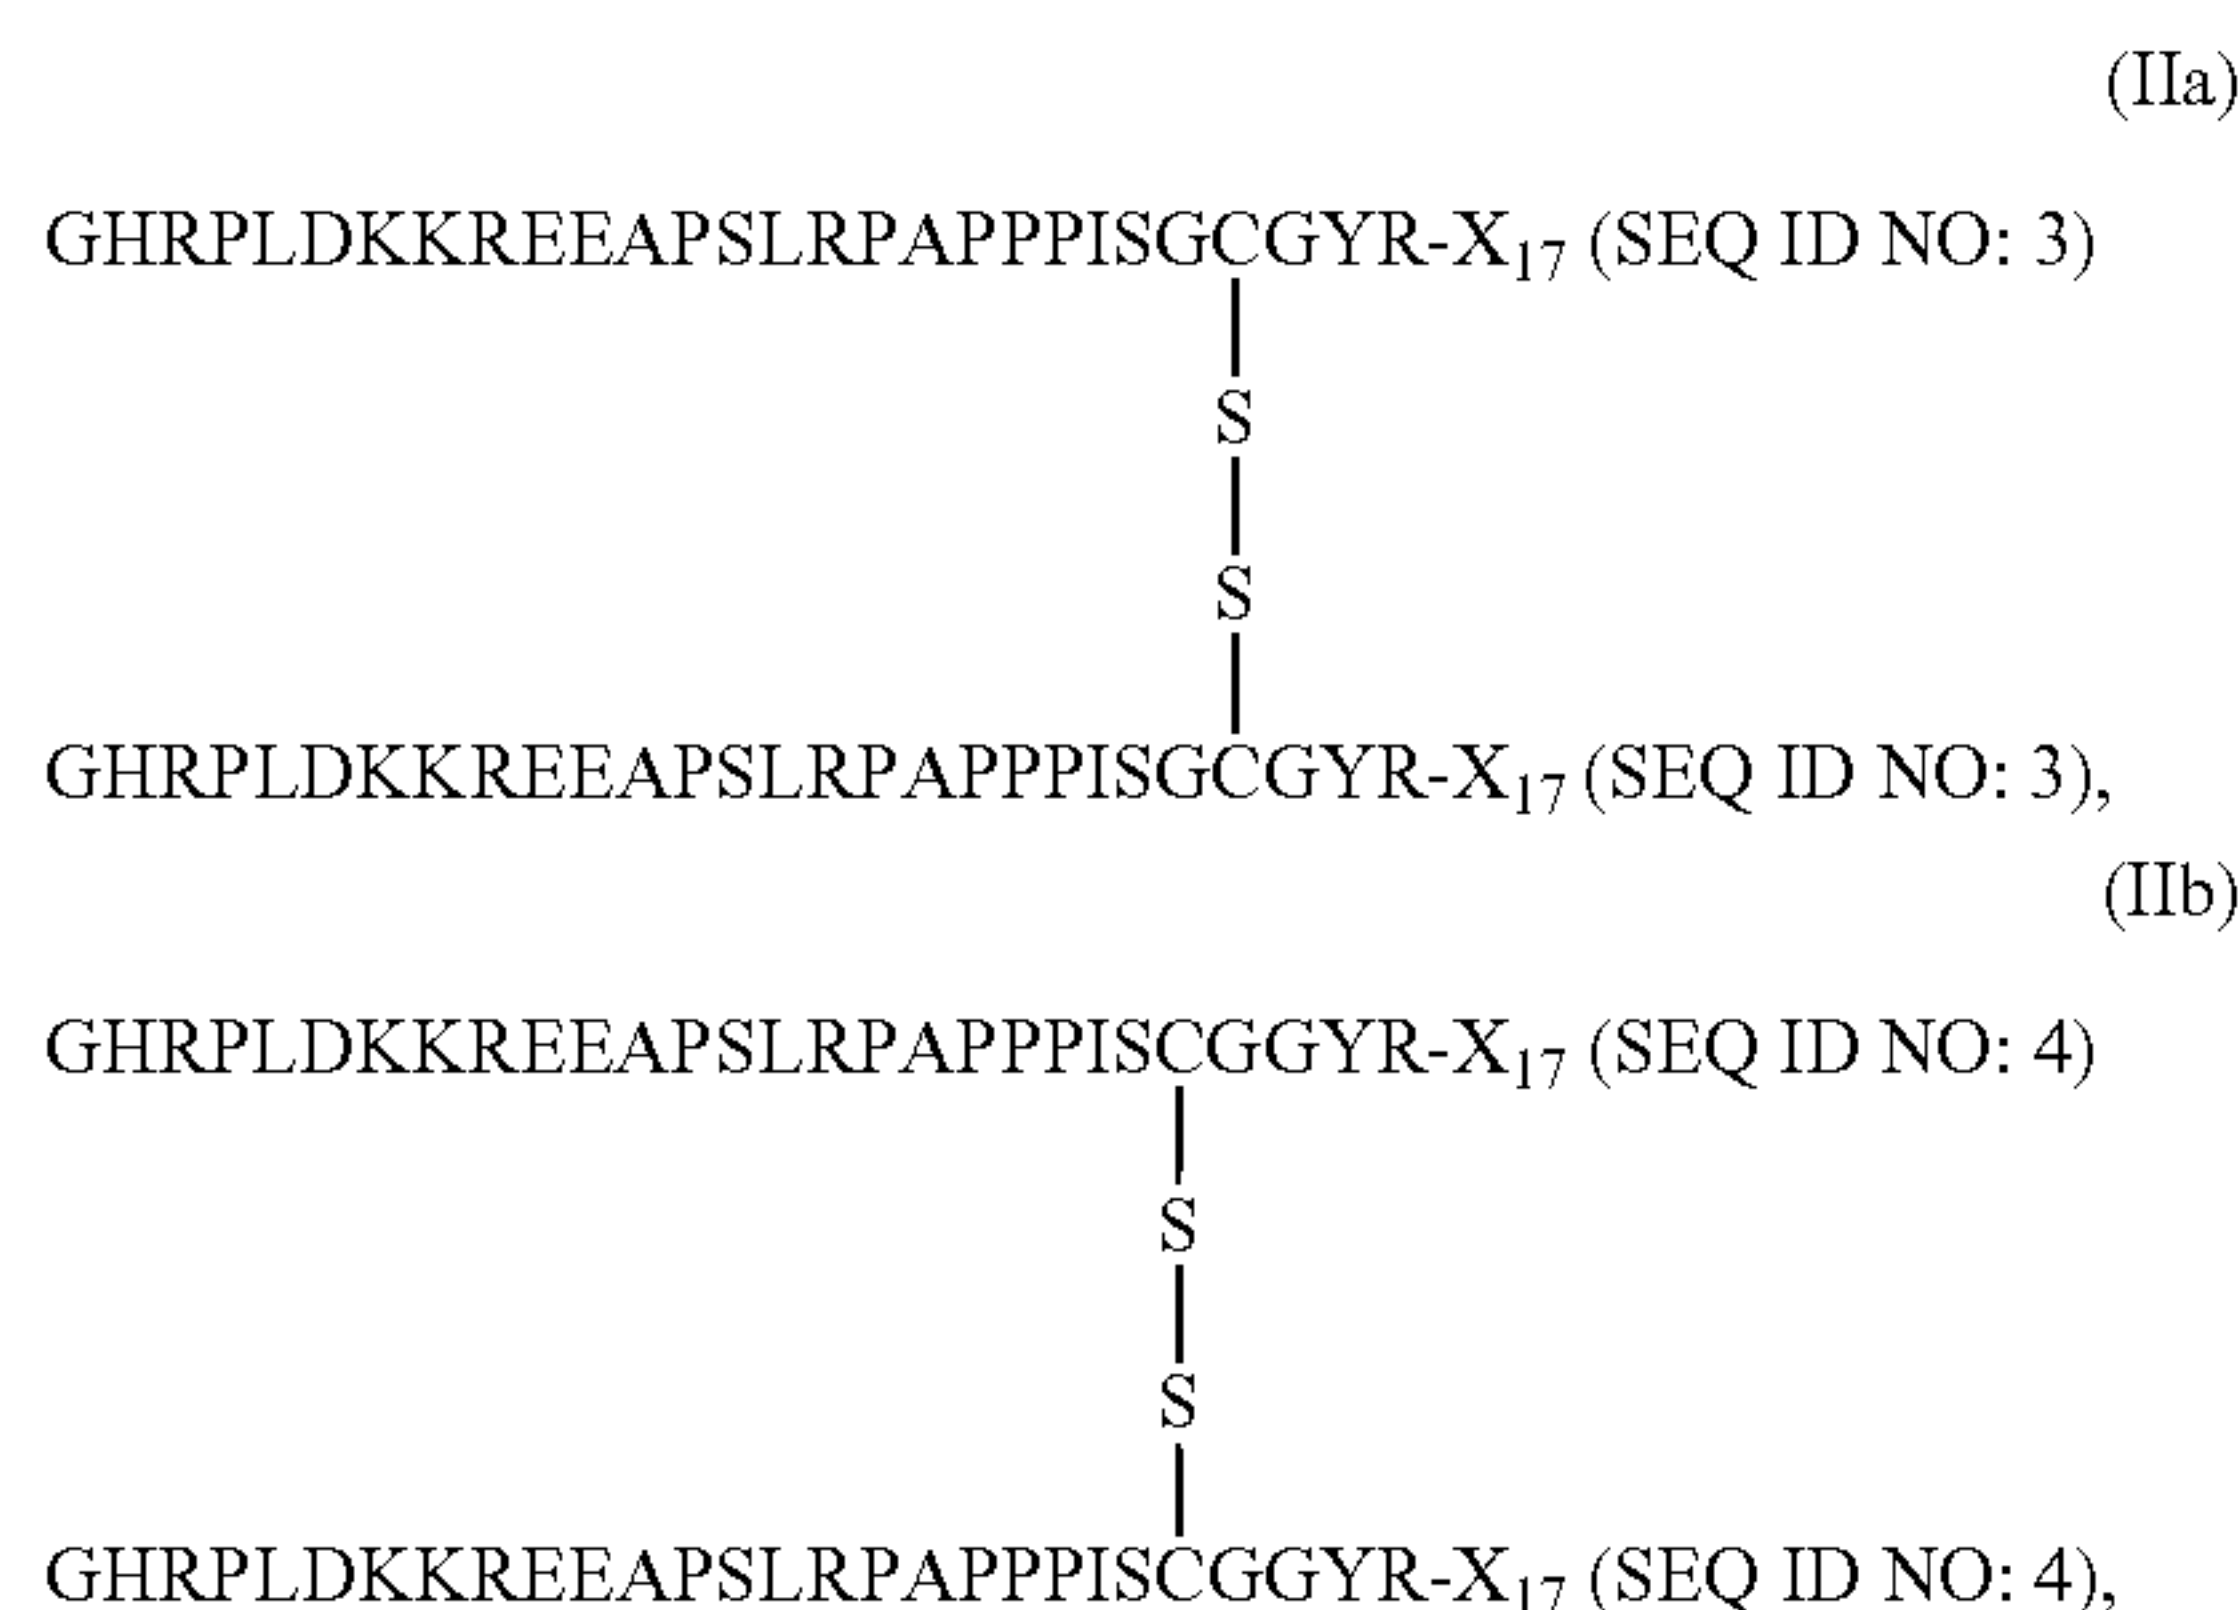 (IIa)
GHRPLDKKREEAPSLRPAPPPISGCGYR-X17 (SEQ ID NO: 3)
S
S
GHRPLDKKREEAPSLRPAPPPISGCGYR-X17 (SEQ ID NO: 3),
(IIb)
GHRPLDKKREEAPSLRPAPPPISCGGYR-X17 (SEQ ID NO: 4)
S
S
GHRPLDKKREEAPSLRPAPPPISCGGYR-X17 (SEQ ID NO: 4),